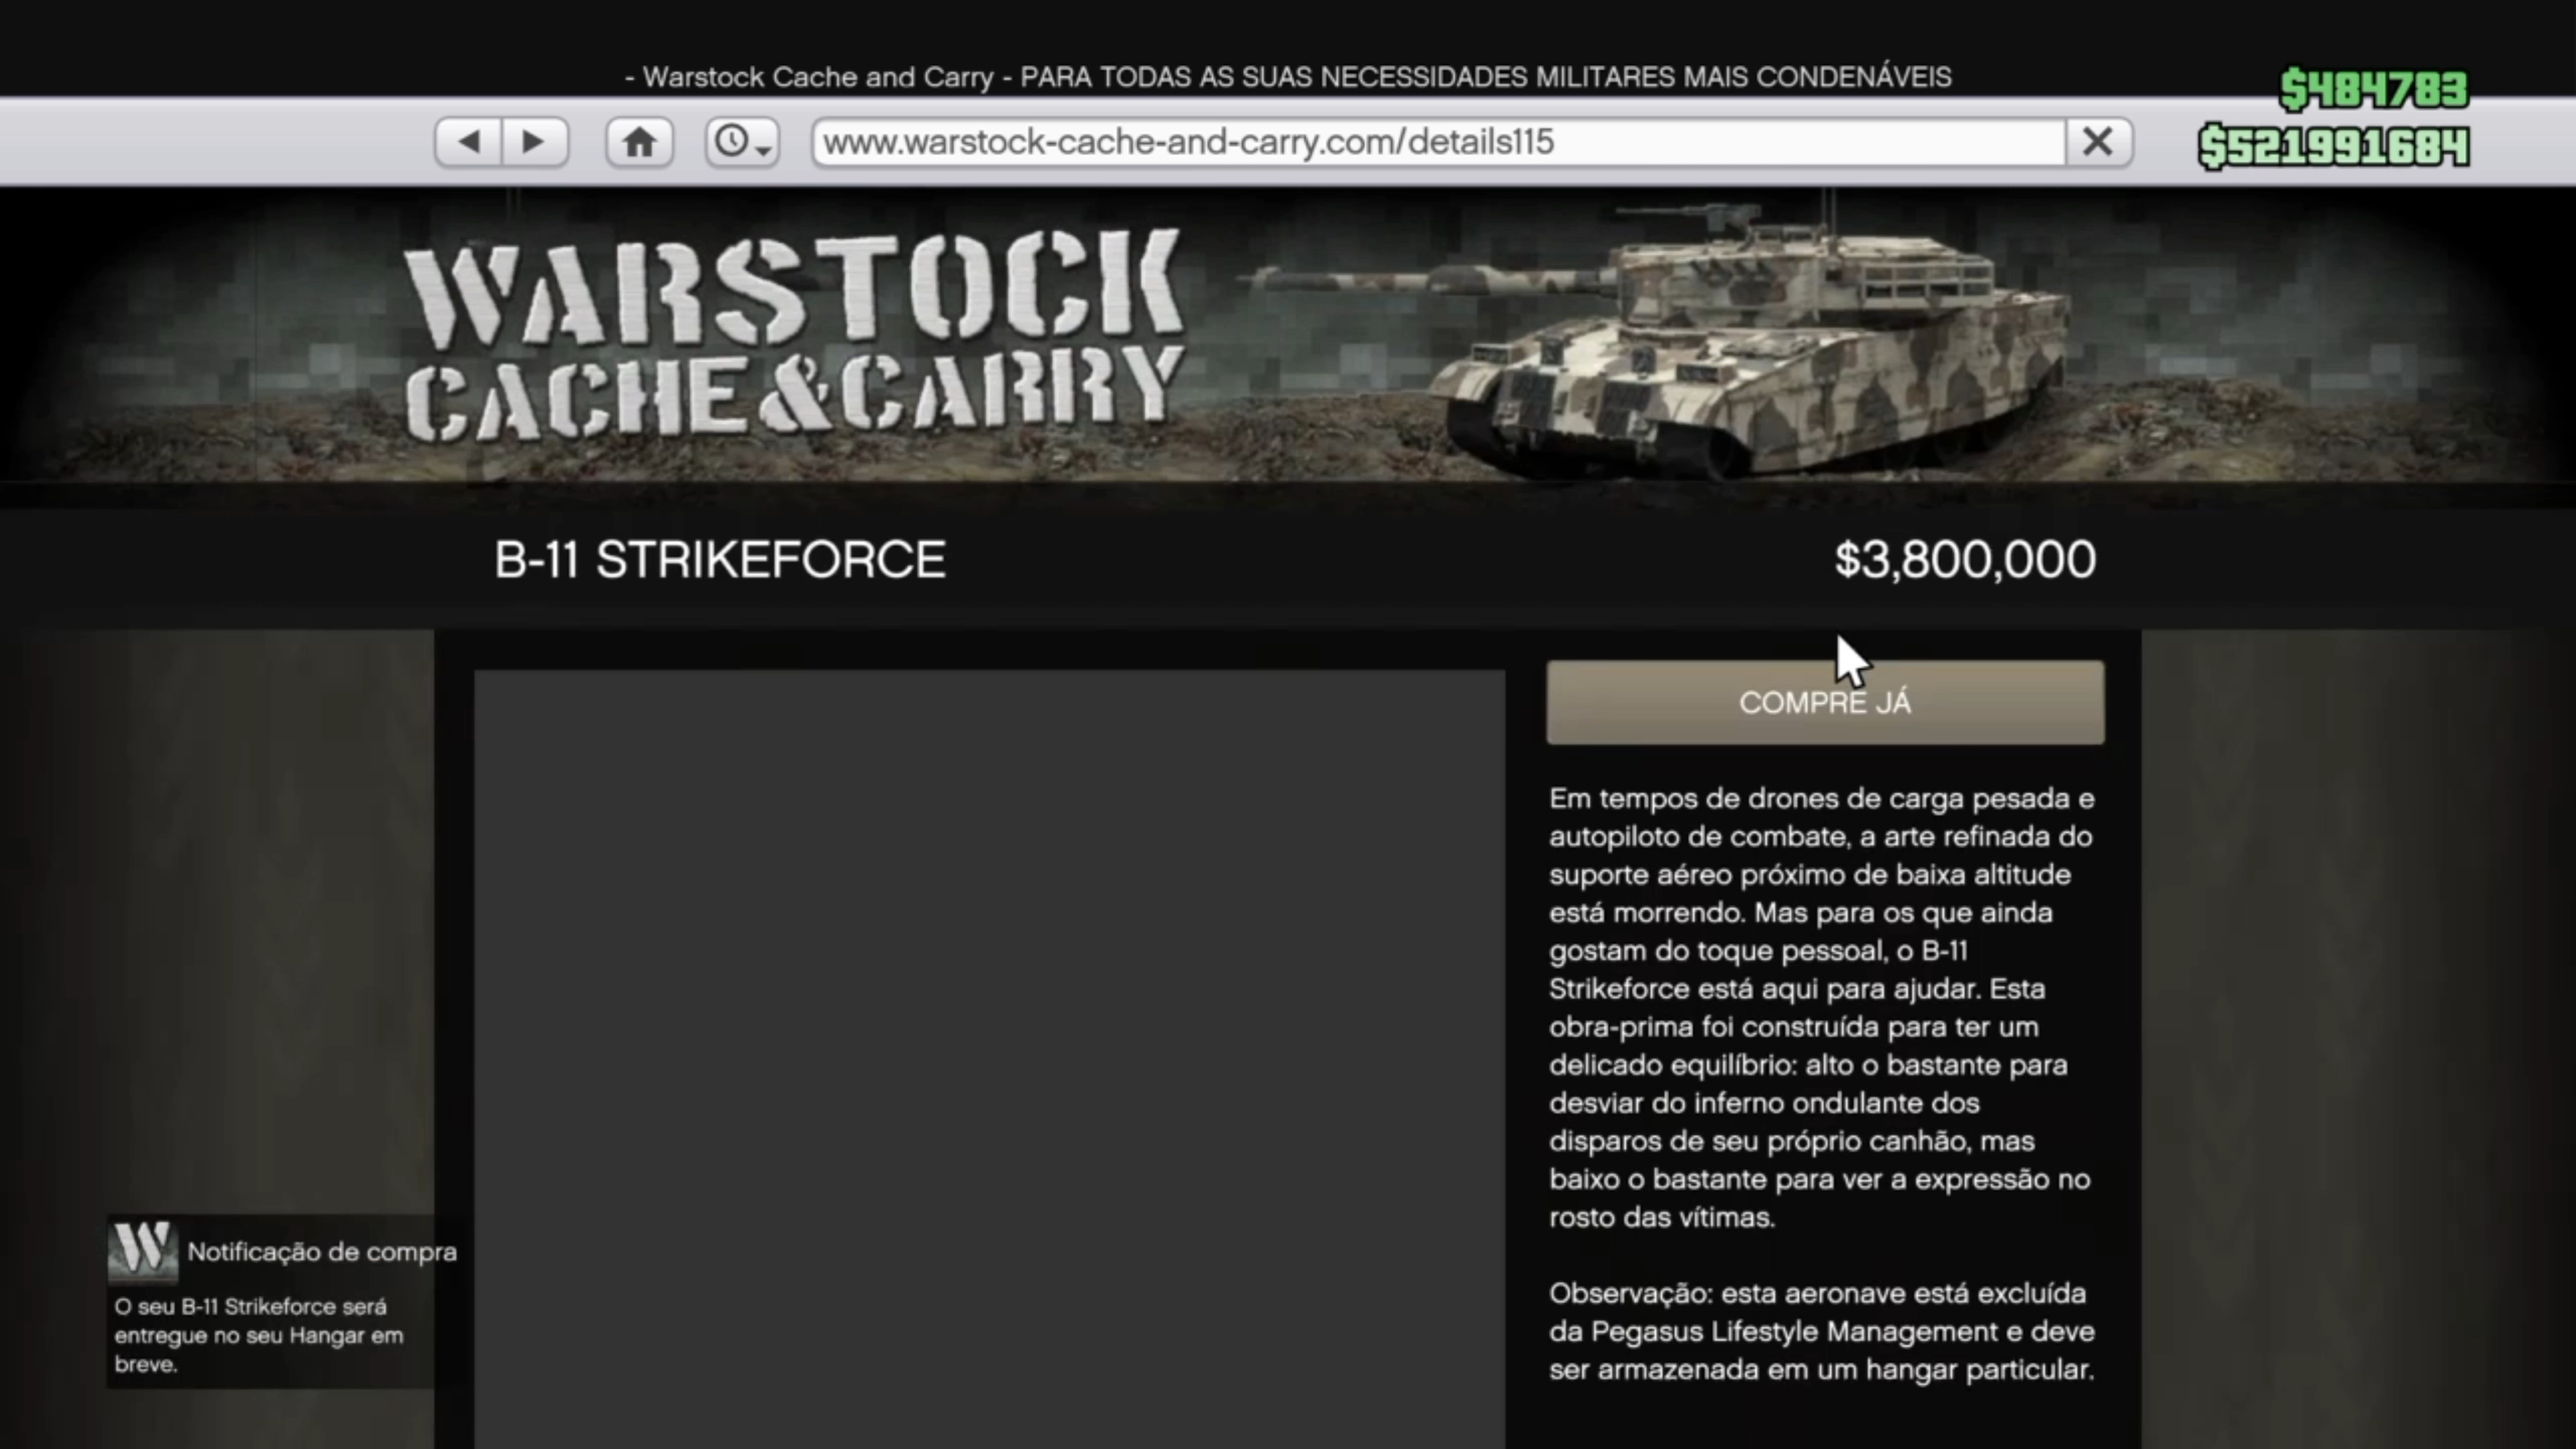 - Warstock Cache and Carry - PARA TODAS AS SUAS NECESSIDADES MILITARES MAIS CONDENÁVEIS
$484783
www.warstock-cache-and-carry.com/details115
$521991684
WARSTOCK
CACHE&CARRY
B-11 STRIKEFORCE
$3,800,000
COMPRE JÁ
Em tempos de drones de carga pesada e
autopiloto de combate, a arte refinada do
suporte aéreo próximo de baixa altitude
está morrendo. Mas para os que ainda
gostam do toque pessoal, o B-11
Strikeforce está aqui para ajudar. Esta
obra-prima foi construída para ter um
delicado equilíbrio: alto o bastante para
desviar do inferno ondulante dos
disparos de seu próprio canhão, mas
baixo o bastante para ver a expressão no
rosto das vítimas.
Observação: esta aeronave está excluída
da Pegasus Lifestyle Management e deve
ser armazenada em um hangar particular.
W
Notificação de compra
O seu B-11 Strikeforce será
entregue no seu Hangar em
breve.